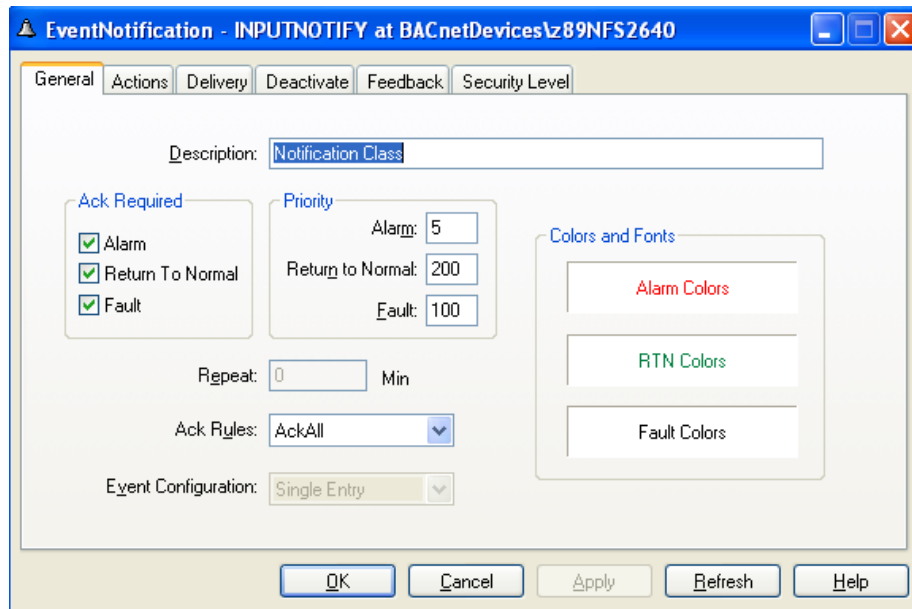 EventNotification - INPUTNOTIFY at BACnetDevices\z89NFS2640
General Actions Delivery Deactivate Feedback Security Level
Description: Notification Class
Ack Required
Alarm
Return To Normal
Fault
Priority
Alarm: 5
Return to Normal: 200
Fault: 100
Colors and Fonts
Alarm Colors
RTN Colors
Fault Colors
Repeat: 0 Min
Ack Rules: AckAll
Event Configuration: Single Entry
OK Cancel Apply Refresh Help